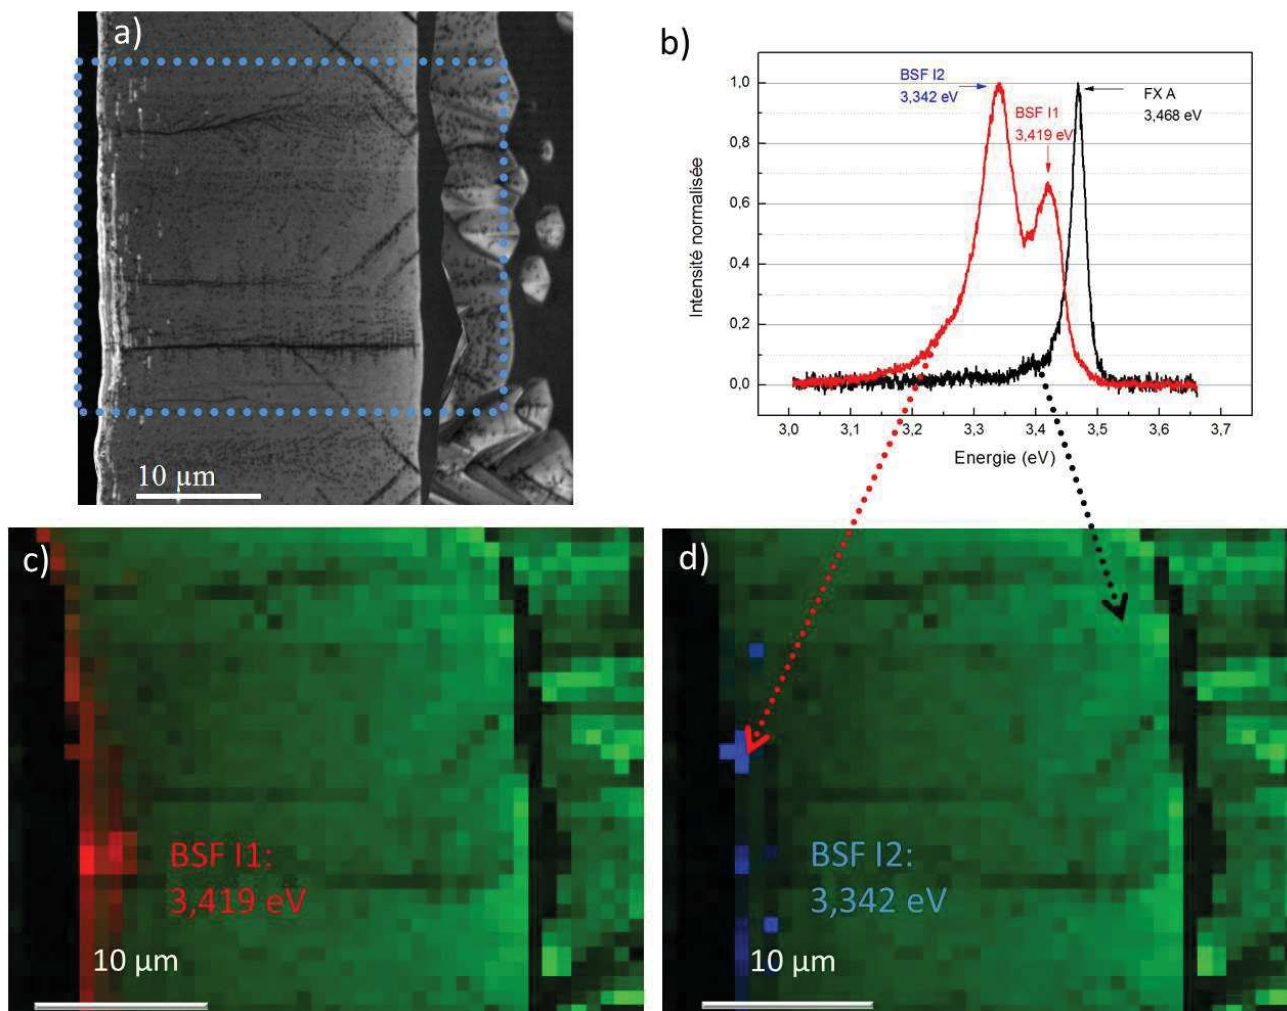 a)
10 µm
b)
BSF I2
3,342 eV
BSF I1
3,419 eV
FX A
3,468 eV
1,0
0,8
0,6
0,4
0,2
0,0
Intensité normalisée
3,0 3,1 3,2 3,3 3,4 3,5 3,6 3,7
Energie (eV)
c)
BSF I1:
3,419 eV
10 µm
d)
BSF I2:
3,342 eV
10 µm